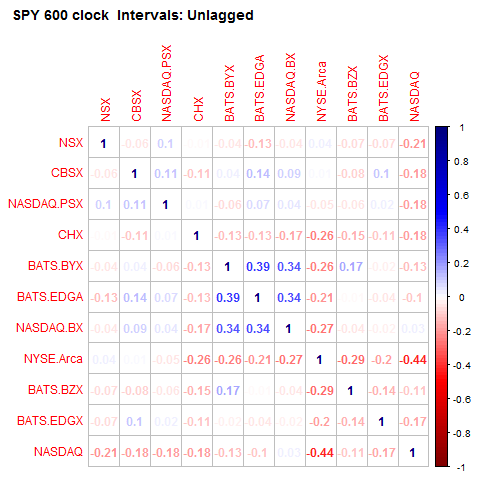 SPY 600 clock Intervals: Unlagged
NSX CBSX NASDAQ.PSX CHX BATS.BYX BATS.EDGA NASDAQ.BX NYSE.Arca BATS.BZX BATS.EDGX NASDAQ
NSX 1 -0.06 0.1 -0.04 -0.13 -0.04 0.04 -0.07 -0.07 -0.21
CBSX -0.06 1 0.11 -0.11 0.04 0.14 0.09 -0.08 0.1 -0.18
NASDAQ.PSX 0.1 0.11 1 -0.06 0.07 0.04 -0.05 -0.06 0.02 -0.18
CHX -0.11 1 -0.13 -0.13 -0.17 -0.26 -0.15 -0.11 -0.18
BATS.BYX -0.04 0.04 -0.06 -0.13 1 0.39 0.34 -0.26 0.17 -0.02 -0.13
BATS.EDGA -0.13 0.14 0.07 -0.13 0.39 1 0.34 -0.21 -0.04 -0.1
NASDAQ.BX -0.04 0.09 0.04 -0.17 0.34 0.34 1 -0.27 -0.04 -0.02 0.03
NYSE.Arca 0.04 -0.05 -0.26 -0.26 -0.21 -0.27 1 -0.29 -0.2 -0.44
BATS.BZX -0.07 -0.08 -0.06 -0.15 0.17 -0.04 -0.29 1 -0.14 -0.11
BATS.EDGX -0.07 0.1 0.02 -0.11 -0.02 -0.04 -0.02 -0.2 -0.14 1 -0.17
NASDAQ -0.21 -0.18 -0.18 -0.18 -0.13 -0.1 0.03 -0.44 -0.11 -0.17 1
1
0.8
0.6
0.4
0.2
0
-0.2
-0.4
-0.6
-0.8
-1